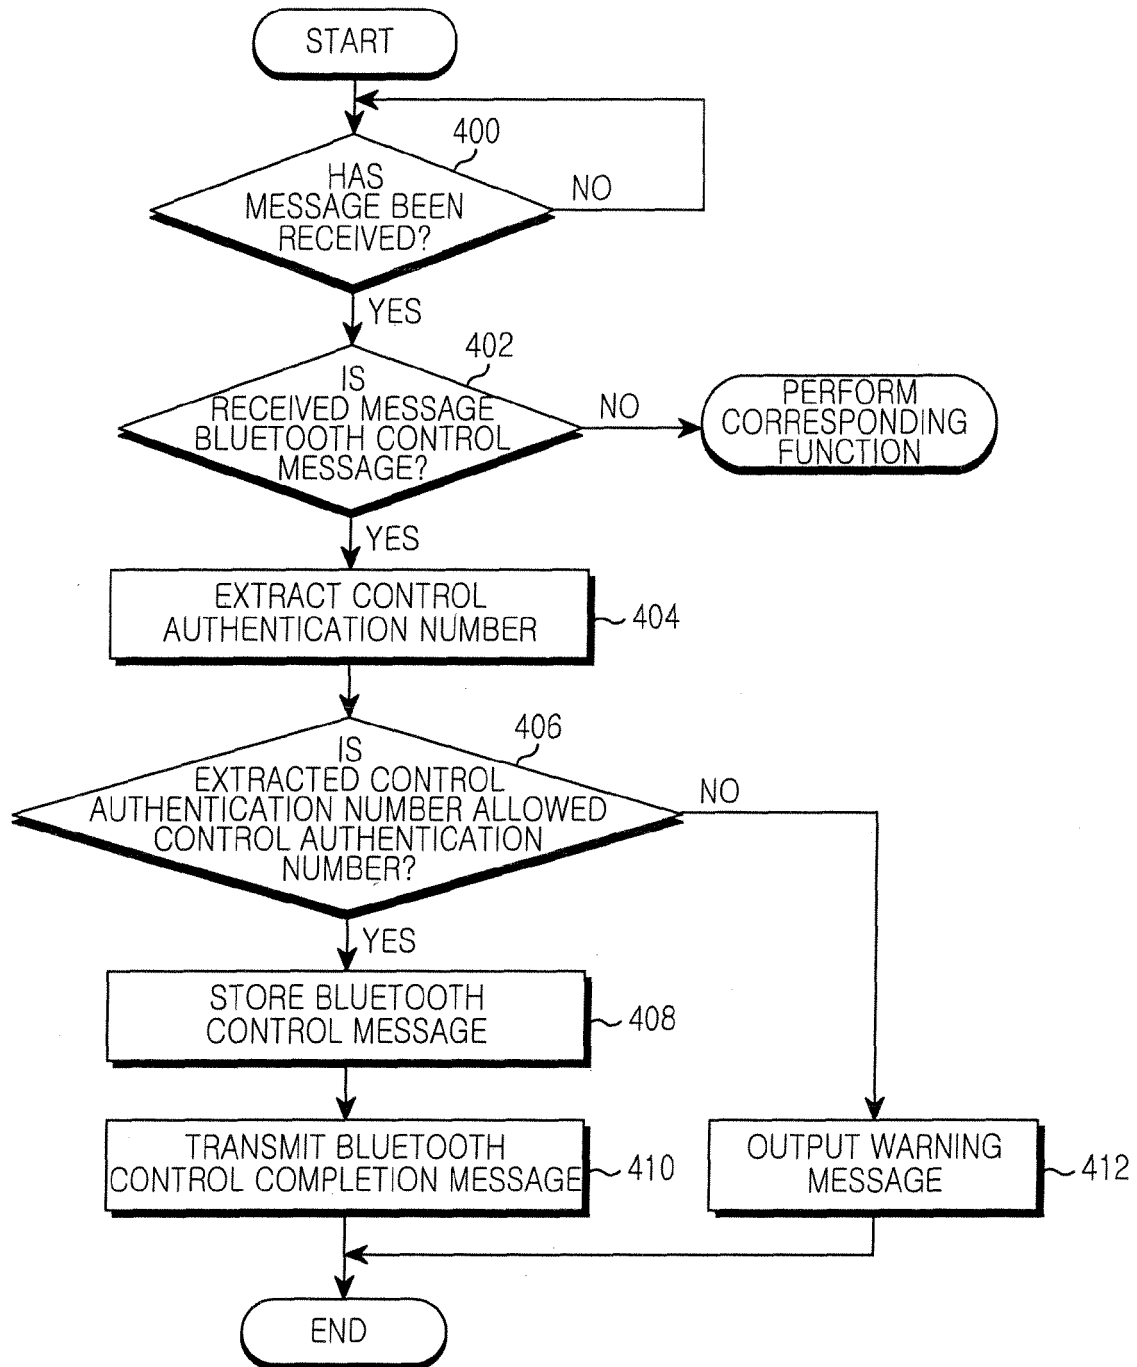 START
400
HAS
MESSAGE BEEN
RECEIVED?
NO
YES
402
IS
RECEIVED MESSAGE
BLUETOOTH CONTROL
MESSAGE?
NO
PERFORM
CORRESPONDING
FUNCTION
YES
EXTRACT CONTROL
AUTHENTICATION NUMBER
404
406
IS
EXTRACTED CONTROL
AUTHENTICATION NUMBER ALLOWED
CONTROL AUTHENTICATION
NUMBER?
NO
YES
STORE BLUETOOTH
CONTROL MESSAGE
408
TRANSMIT BLUETOOTH
CONTROL COMPLETION MESSAGE
410
OUTPUT WARNING
MESSAGE
412
END